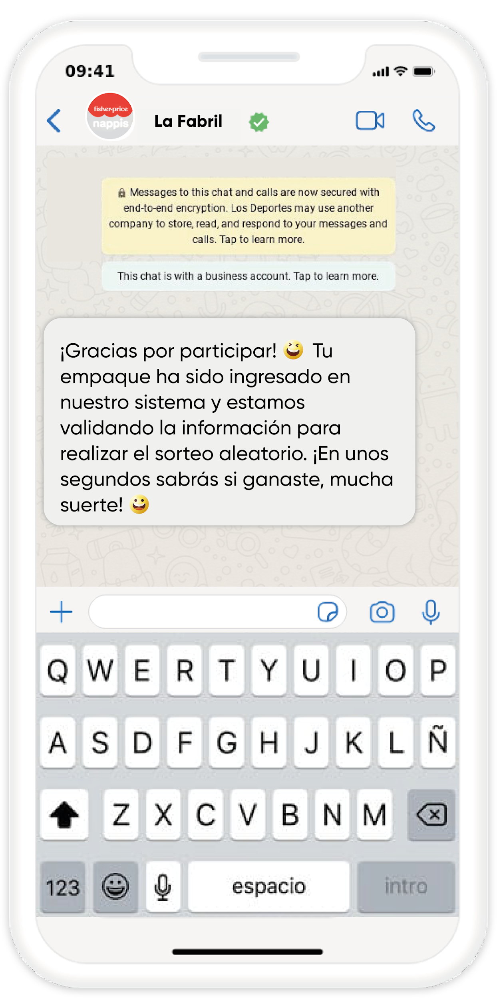 09:41
fisher-price
nappis
La Fabril
🔒 Messages to this chat and calls are now secured with
end-to-end encryption. Los Deportes may use another
company to store, read, and respond to your messages and
calls. Tap to learn more.
This chat is with a business account. Tap to learn more.
¡Gracias por participar! 😆 Tu
empaque ha sido ingresado en
nuestro sistema y estamos
validando la información para
realizar el sorteo aleatorio. ¡En unos
segundos sabrás si ganaste, mucha
suerte! 😀
Q W E R T Y U I O P
A S D F G H J K L Ñ
Z X C V B N M
123 espacio intro